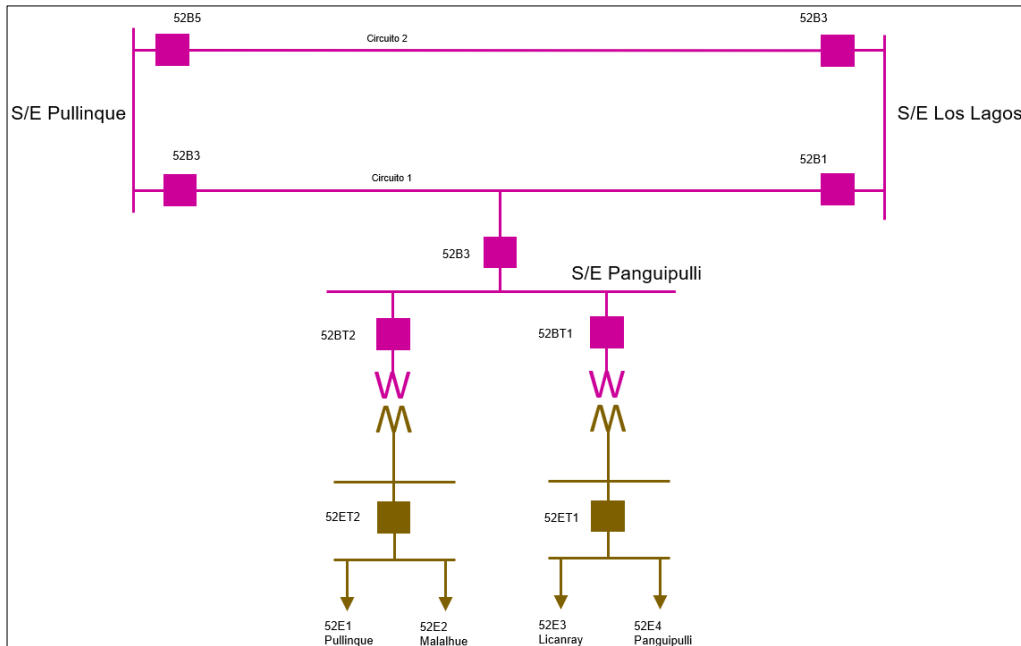 52B5
52B3
Circuito 2
S/E Pullinque
S/E Los Lagos
52B3
52B1
Circuito 1
52B3
S/E Panguipulli
52BT2
52BT1
52ET2
52ET1
52E1
Pullinque
52E2
Malalhue
52E3
Licanray
52E4
Panguipulli